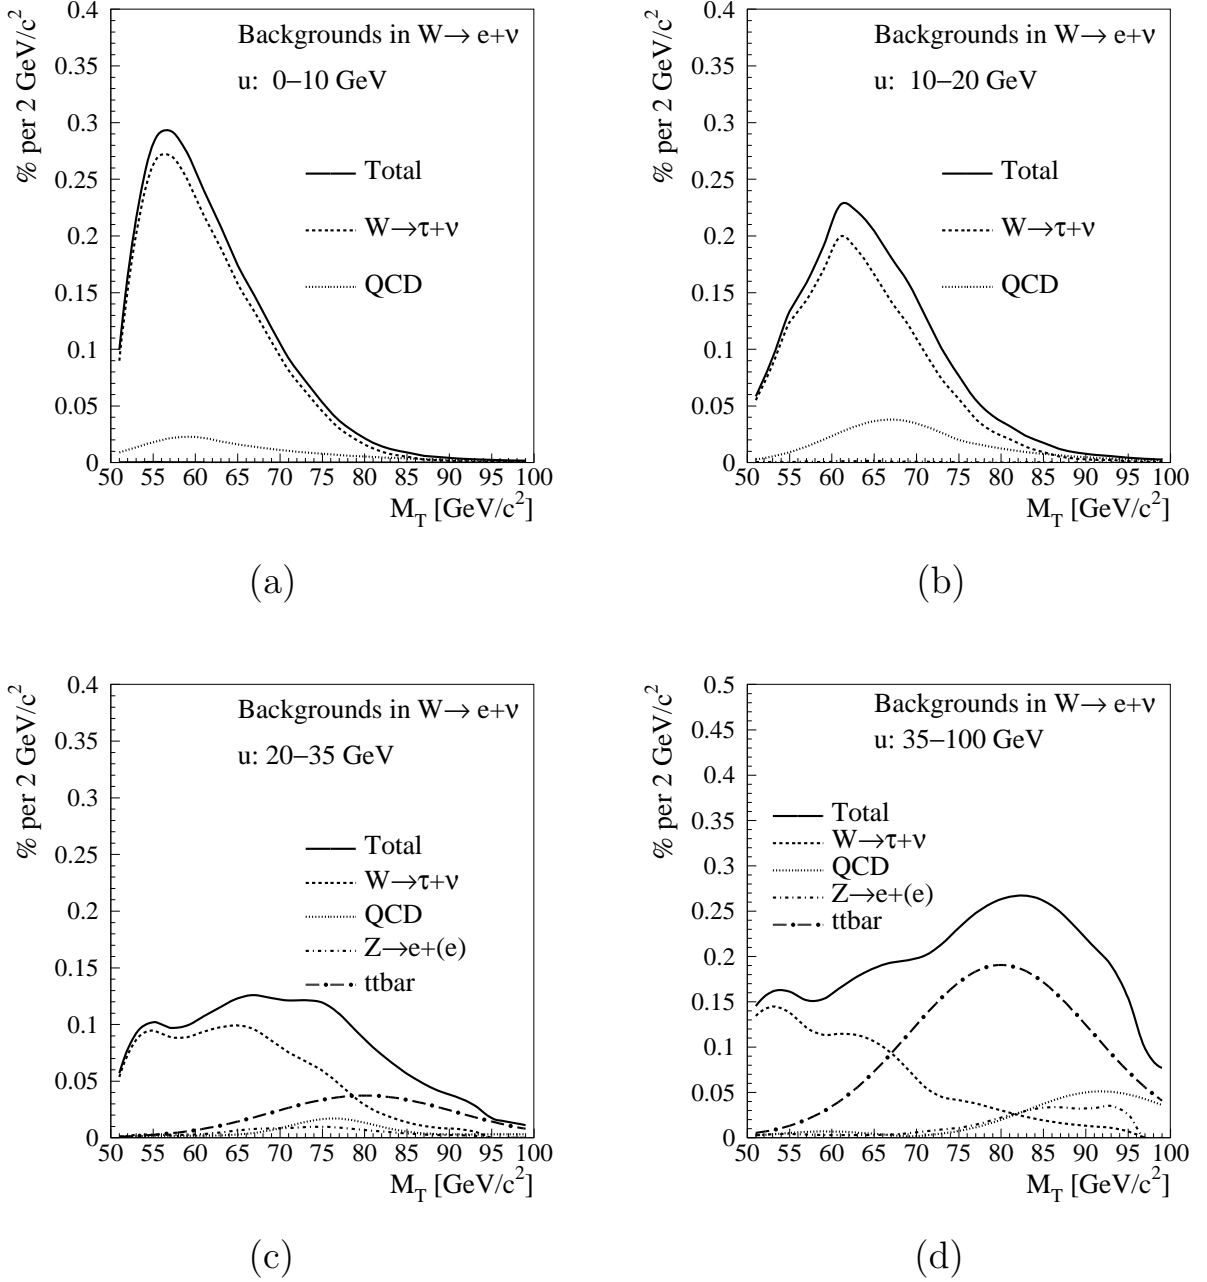 % per 2 GeV/c²
0.4
0.35
0.3
0.25
0.2
0.15
0.1
0.05
0
Backgrounds in W→ e+ν
u: 0–10 GeV
Total
W→τ+ν
QCD
50 55 60 65 70 75 80 85 90 95 100
M_T [GeV/c²]
(a)
% per 2 GeV/c²
0.4
0.35
0.3
0.25
0.2
0.15
0.1
0.05
0
Backgrounds in W→ e+ν
u: 10–20 GeV
Total
W→τ+ν
QCD
50 55 60 65 70 75 80 85 90 95 100
M_T [GeV/c²]
(b)
% per 2 GeV/c²
0.4
0.35
0.3
0.25
0.2
0.15
0.1
0.05
0
Backgrounds in W→ e+ν
u: 20–35 GeV
Total
W→τ+ν
QCD
Z→e+(e)
ttbar
50 55 60 65 70 75 80 85 90 95 100
M_T [GeV/c²]
(c)
% per 2 GeV/c²
0.5
0.45
0.4
0.35
0.3
0.25
0.2
0.15
0.1
0.05
0
Backgrounds in W→ e+ν
u: 35–100 GeV
Total
W→τ+ν
QCD
Z→e+(e)
ttbar
50 55 60 65 70 75 80 85 90 95 100
M_T [GeV/c²]
(d)